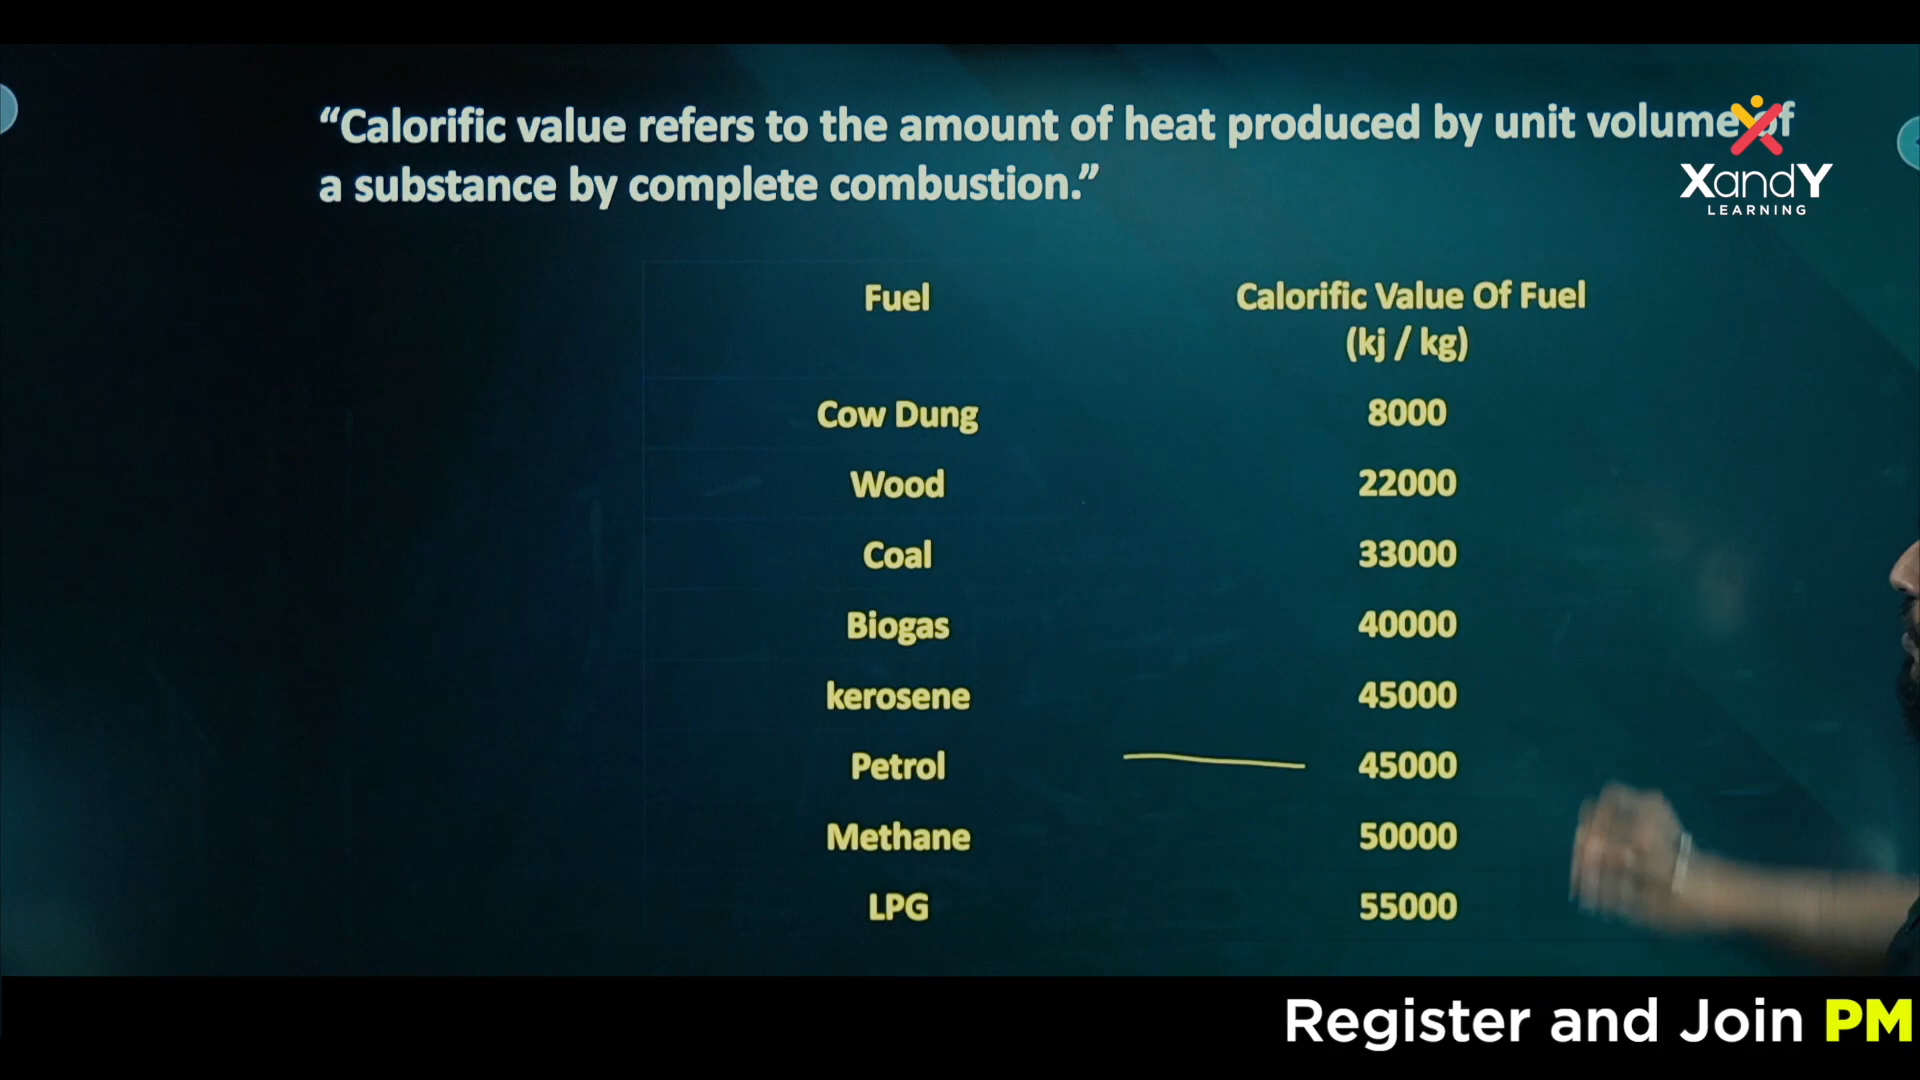 “Calorific value refers to the amount of heat produced by unit volume of
a substance by complete combustion.”
XandY
LEARNING
Fuel Calorific Value Of Fuel
(kj / kg)
Cow Dung 8000
Wood 22000
Coal 33000
Biogas 40000
kerosene 45000
Petrol 45000
Methane 50000
LPG 55000
Register and Join PM